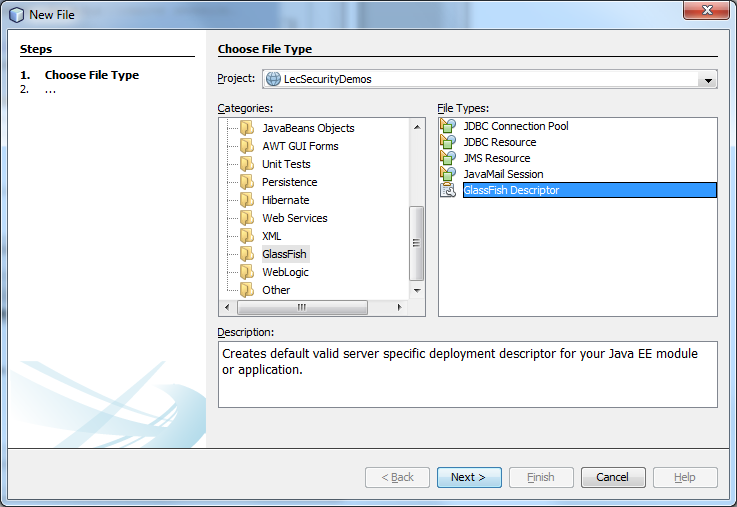 New File
Steps
1. Choose File Type
2. ...
Choose File Type
Project: LecSecurityDemos
Categories:
JavaBeans Objects
AWT GUI Forms
Unit Tests
Persistence
Hibernate
Web Services
XML
GlassFish
WebLogic
Other
File Types:
JDBC Connection Pool
JDBC Resource
JMS Resource
JavaMail Session
GlassFish Descriptor
Description:
Creates default valid server specific deployment descriptor for your Java EE module
or application.
< Back Next > Finish Cancel Help